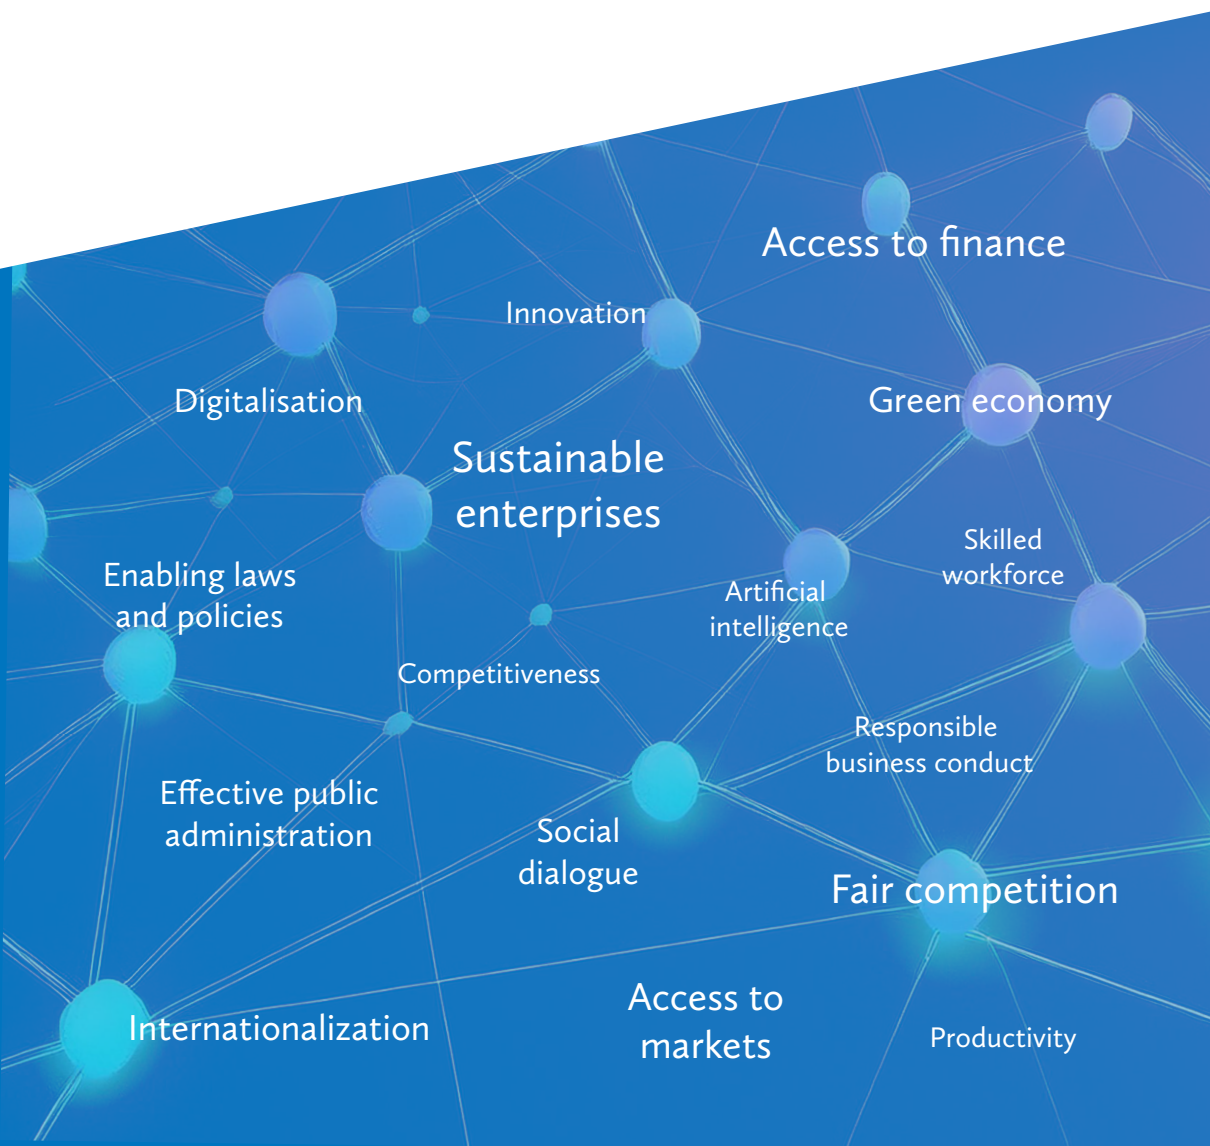 Access to finance
Innovation
Digitalisation
Green economy
Sustainable
enterprises
Skilled
workforce
Enabling laws
and policies
Artificial
intelligence
Competitiveness
Responsible
business conduct
Effective public
administration
Social
dialogue
Fair competition
Access to
markets
Internationalization
Productivity